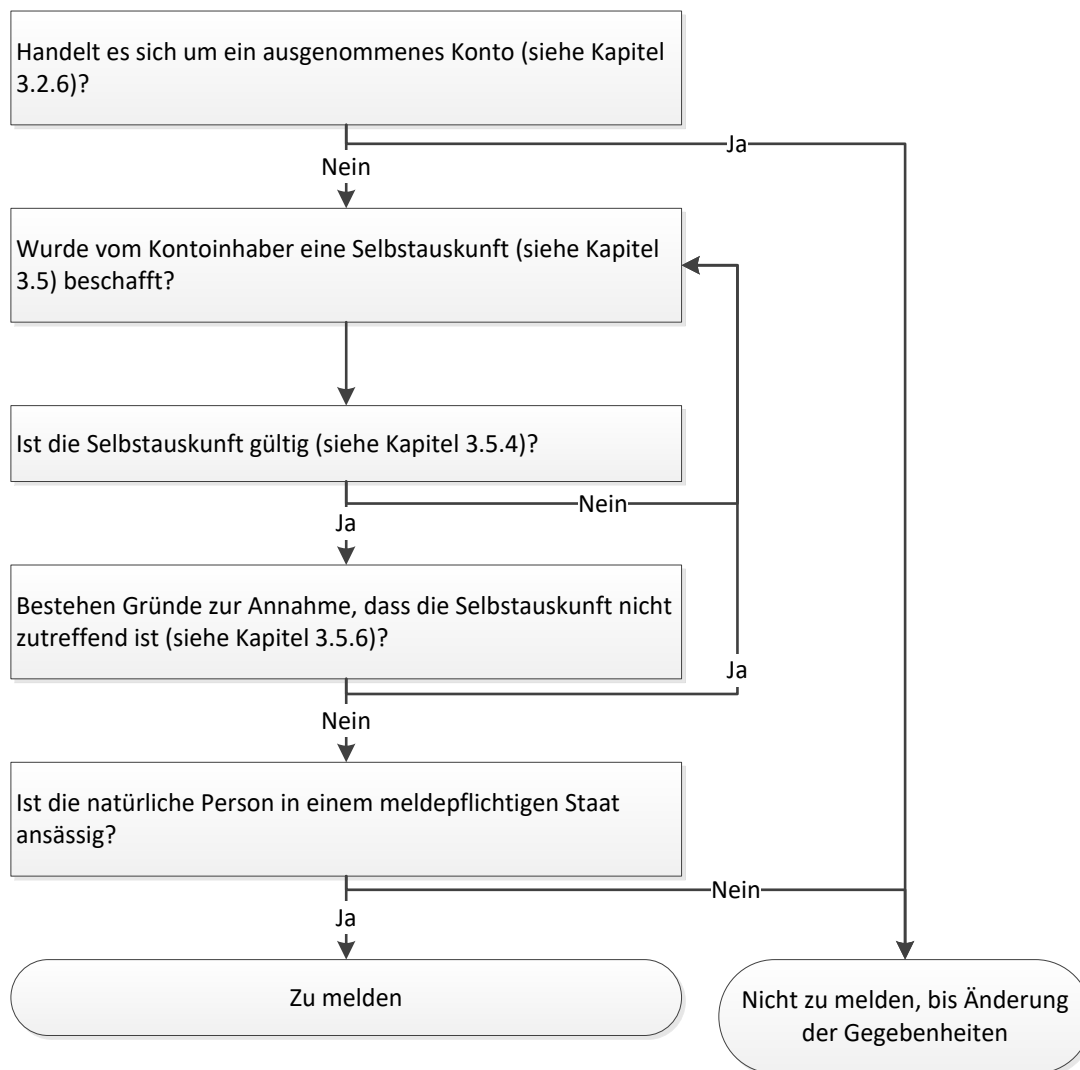 Handelt es sich um ein ausgenommenes Konto (siehe Kapitel
3.2.6)?
Ja
Nein
Wurde vom Kontoinhaber eine Selbstauskunft (siehe Kapitel
3.5) beschafft?
Ist die Selbstauskunft gültig (siehe Kapitel 3.5.4)?
Nein
Ja
Bestehen Gründe zur Annahme, dass die Selbstauskunft nicht
zutreffend ist (siehe Kapitel 3.5.6)?
Ja
Nein
Ist die natürliche Person in einem meldepflichtigen Staat
ansässig?
Nein
Ja
Zu melden
Nicht zu melden, bis Änderung
der Gegebenheiten